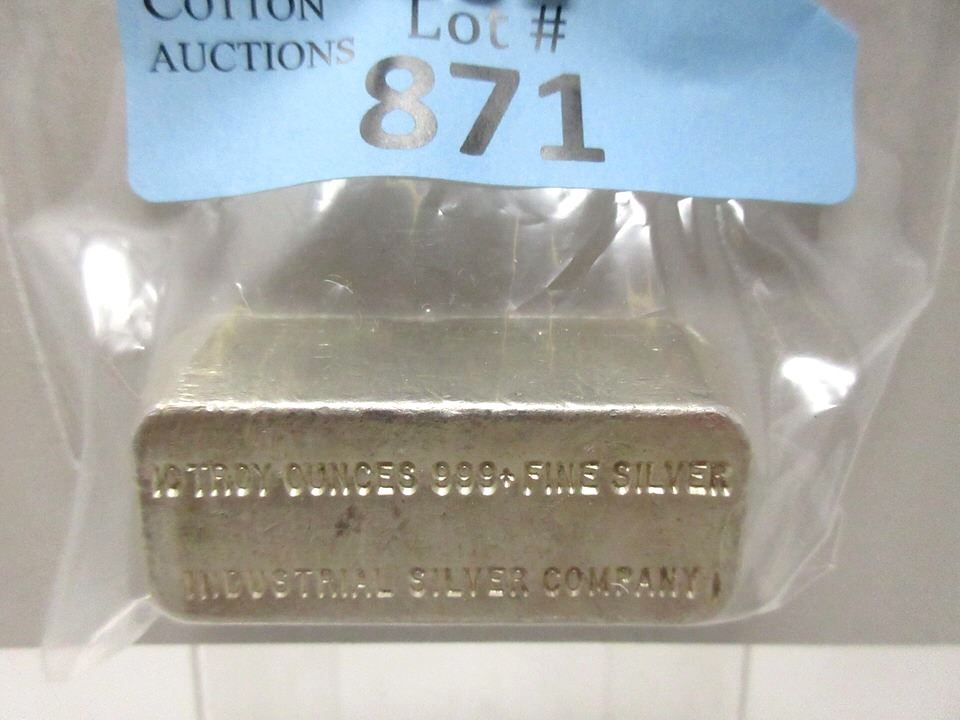 COTTON
AUCTIONS
Lot #
871
10 TROY OUNCES 999+ FINE SILVER
INDUSTRIAL SILVER COMPANY